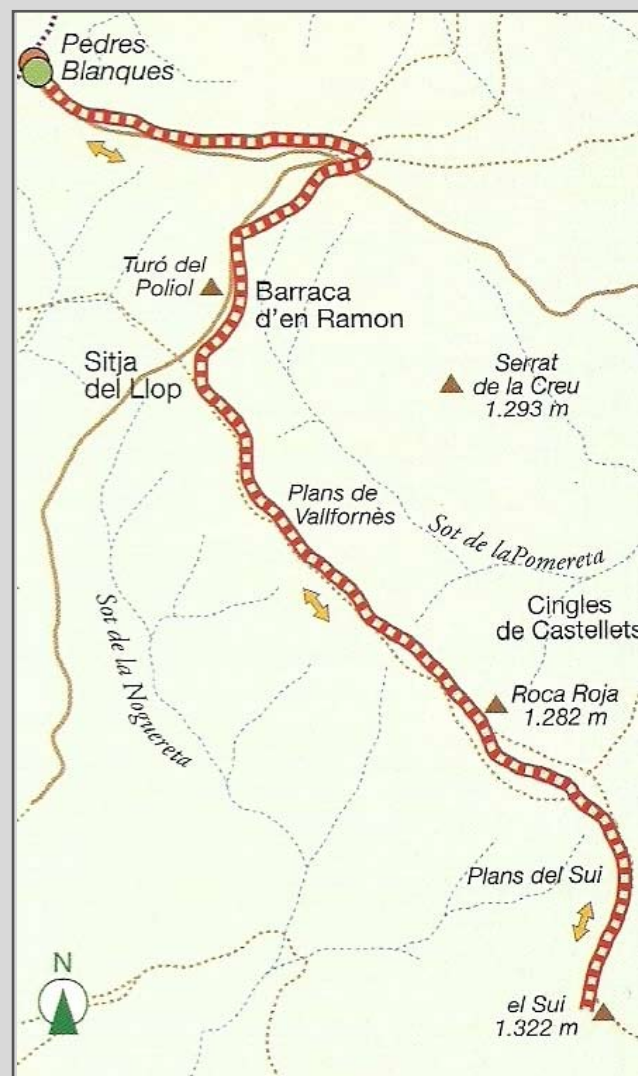 Pedres
Blanques
Turó del
Poliol
Barraca
d'en Ramon
Sitja
del Llop
Serrat
de la Creu
1.293 m
Plans de
Vallfornès
Sot de la Pomereta
Cingles
de Castellets
Sot de la Noguereta
Roca Roja
1.282 m
Plans del Sui
N
el Sui
1.322 m